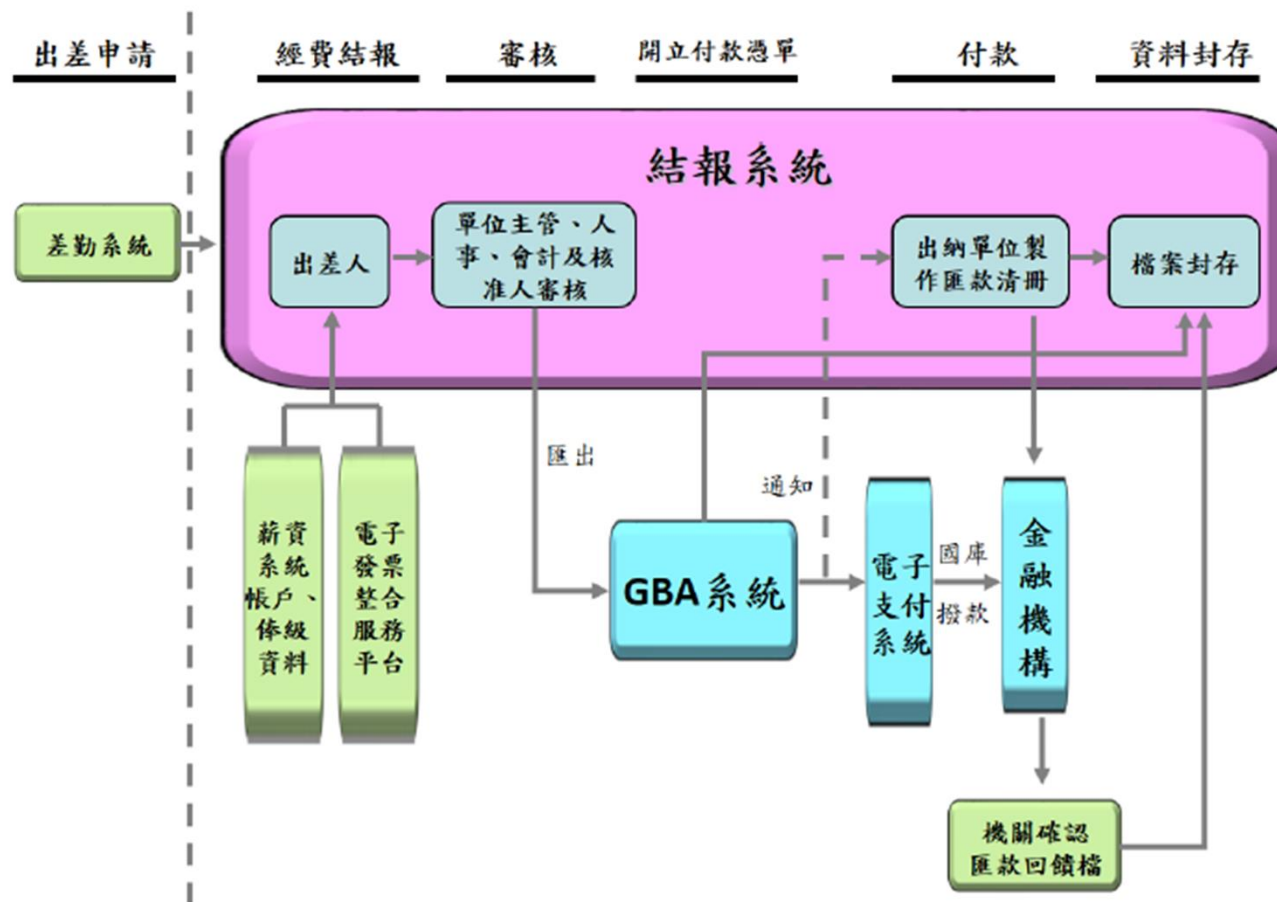 出差申請
經費結報
審核
開立付款憑單
付款
資料封存
結報系統
差勤系統
出差人
單位主管、人
事、會計及核
准人審核
出納單位製
作匯款清冊
檔案封存
匯出
通知
薪資
系統
帳戶、
俸級
資料
電子
發票
整合
服務
平台
GBA系統
電子
支付
系統
國庫
撥款
金
融
機
構
機關確認
匯款回饋檔